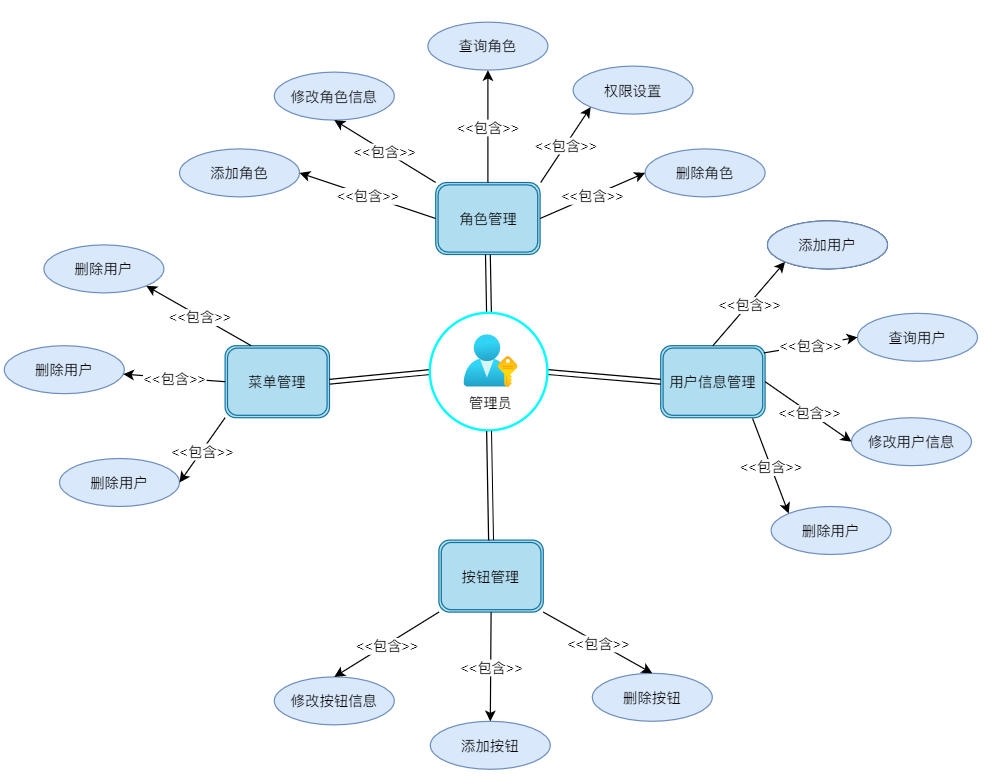 查询角色
修改角色信息
权限设置
<<包含>>
<<包含>>
<<包含>>
<<包含>>
添加角色
删除角色
<<包含>>
角色管理
添加用户
删除用户
<<包含>>
<<包含>>
查询用户
<<包含>>
删除用户
<<包含>>
菜单管理
用户信息管理
管理员
<<包含>>
修改用户信息
<<包含>>
<<包含>>
删除用户
删除用户
按钮管理
<<包含>>
<<包含>>
<<包含>>
修改按钮信息
删除按钮
添加按钮